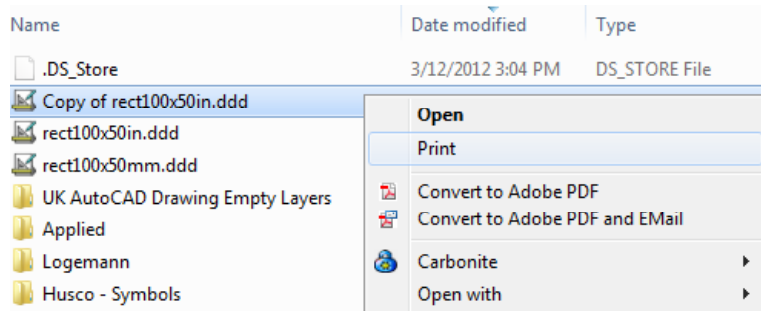 Name Date modified Type
.DS_Store 3/12/2012 3:04 PM DS_STORE File
Copy of rect100x50in.ddd
rect100x50in.ddd
rect100x50mm.ddd
UK AutoCAD Drawing Empty Layers
Applied
Logemann
Husco - Symbols
Open
Print
Convert to Adobe PDF
Convert to Adobe PDF and EMail
Carbonite
Open with